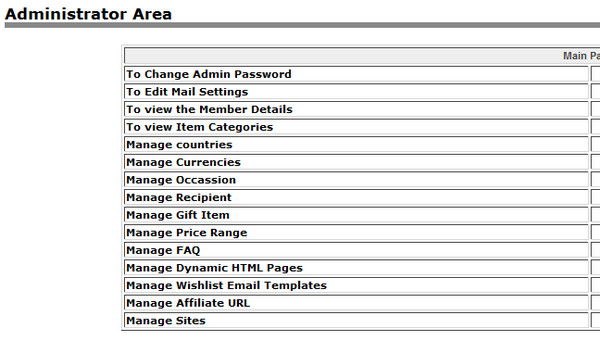 Administrator Area
Main Pa
To Change Admin Password
To Edit Mail Settings
To view the Member Details
To view Item Categories
Manage countries
Manage Currencies
Manage Occassion
Manage Recipient
Manage Gift Item
Manage Price Range
Manage FAQ
Manage Dynamic HTML Pages
Manage Wishlist Email Templates
Manage Affiliate URL
Manage Sites